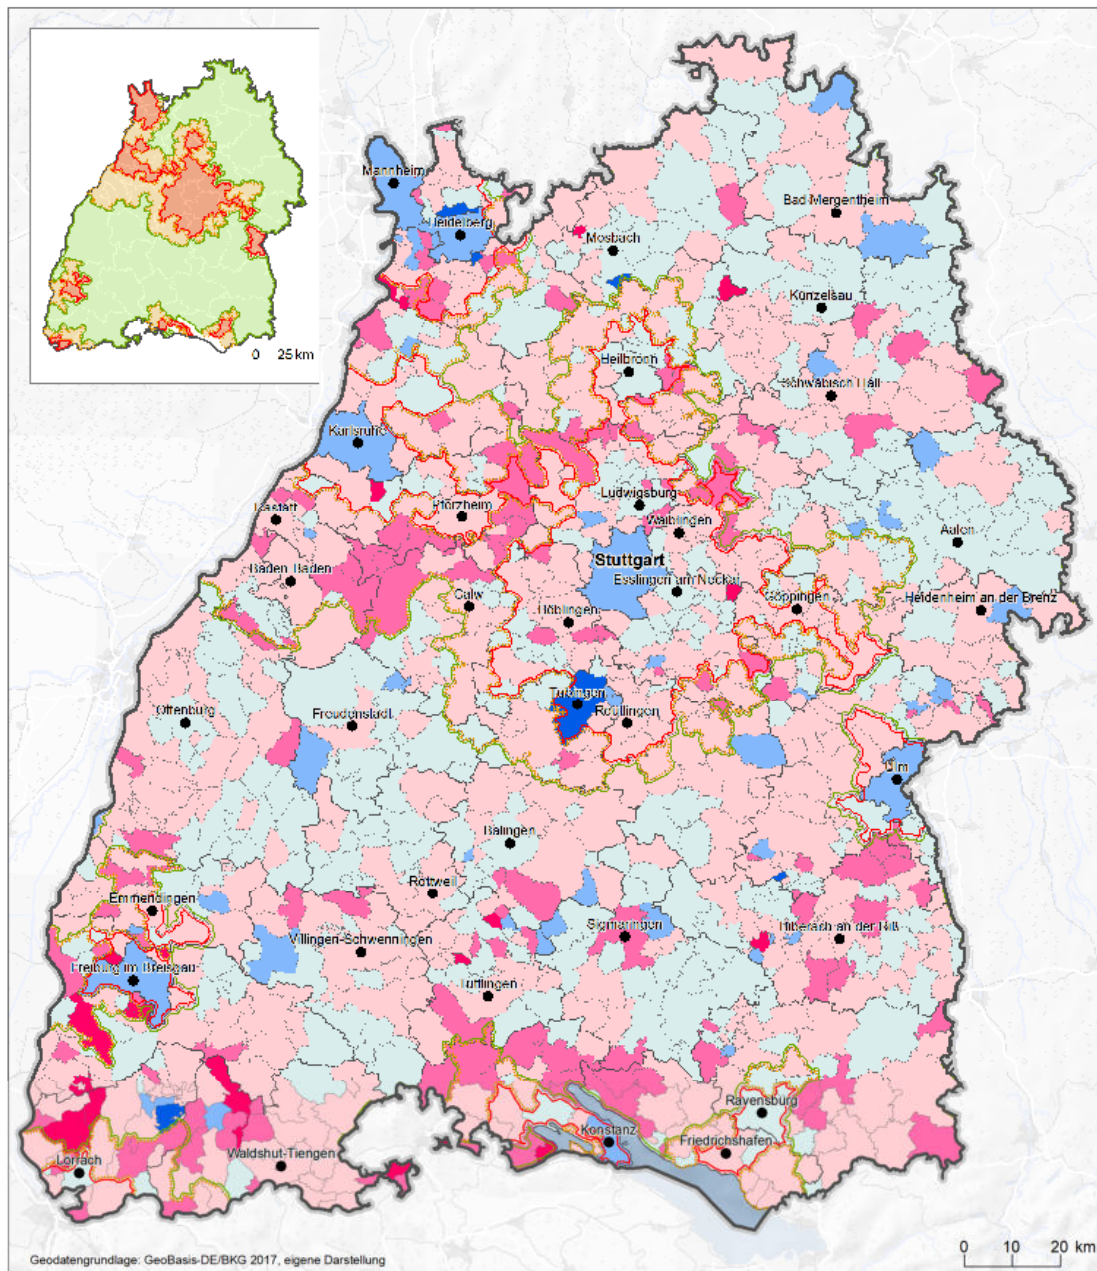 0 25 km
Mannheim
Heidelberg
Mosbach
Bad Mergentheim
Künzelsau
Heilbronn
Schwäbisch Hall
Karlsruhe
Ludwigsburg
Pforzheim
Rastatt
Waiblingen
Aalen
Stuttgart
Baden-Baden
Esslingen am Neckar
Calw
Göppingen
Heidenheim an der Brenz
Böblingen
Tübingen
Offenburg
Freudenstadt
Reutlingen
Ulm
Balingen
Rottweil
Emmendingen
Sigmaringen
Biberach an der Riß
Villingen-Schwenningen
Freiburg im Breisgau
Tuttlingen
Ravensburg
Konstanz
Friedrichshafen
Lörrach
Waldshut-Tiengen
0 10 20 km
Geodatengrundlage: GeoBasis-DE/BKG 2017, eigene Darstellung